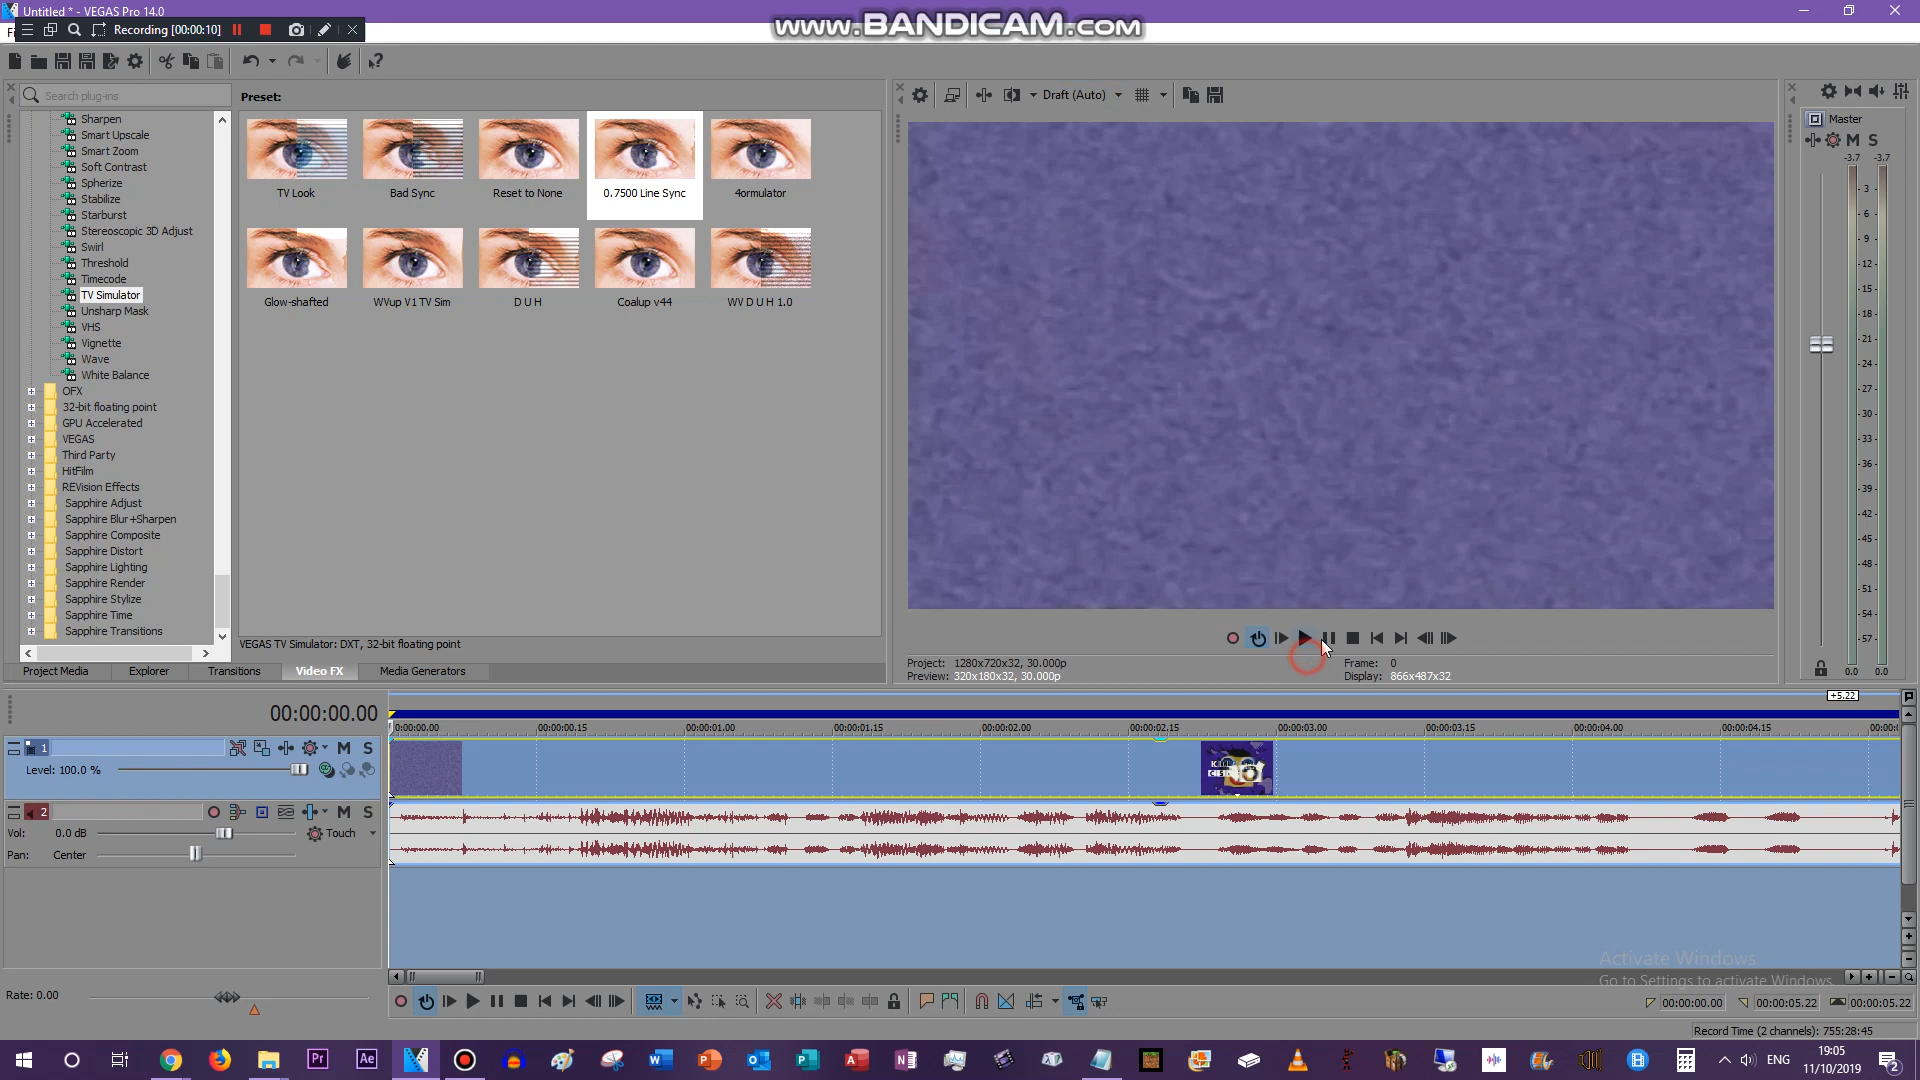 Untitled * - VEGAS Pro 14.0
www.BANDICAM.com
Recording [00:00:10]
Search plug-ins
Preset:
Sharpen
Smart Upscale
Smart Zoom
Soft Contrast
Spherize
Stabilize
Starburst
Stereoscopic 3D Adjust
Swirl
Threshold
Timecode
TV Simulator
Unsharp Mask
VHS
Vignette
Wave
White Balance
OFX
32-bit floating point
GPU Accelerated
VEGAS
Third Party
HitFilm
REVision Effects
Sapphire Adjust
Sapphire Blur+Sharpen
Sapphire Composite
Sapphire Distort
Sapphire Lighting
Sapphire Render
Sapphire Stylize
Sapphire Time
Sapphire Transitions
TV Look
Bad Sync
Reset to None
0.7500 Line Sync
4ormulator
Glow-shafted
WVup V1 TV Sim
D U H
Coalup v44
WV D U H 1.0
VEGAS TV Simulator: DXT, 32-bit floating point
Project Media
Explorer
Transitions
Video FX
Media Generators
Draft (Auto)
Project: 1280x720x32, 30.000p
Preview: 320x180x32, 30.000p
Frame: 0
Display: 866x487x32
Master
M S
-3.7 -3.7
3
6
-9
-12
-15
-18
-21
-24
-27
-30
-33
-36
-39
-42
-45
-48
-51
-54
-57
0.0 0.0
+5.22
00:00:00.00
00:00:00.00 00:00:00.15 00:00:01.00 00:00:01.15 00:00:02.00 00:00:02.15 00:00:03.00 00:00:03.15 00:00:04.00 00:00:04.15
1
M S
Level: 100.0 %
2
M S
Vol: 0.0 dB
Touch
Pan: Center
Rate: 0.00
Activate Windows
Go to Settings to activate Windows.
00:00:00.00 00:00:05.22 00:00:05.22
Record Time (2 channels): 755:28:45
ENG
19:05
11/10/2019
2